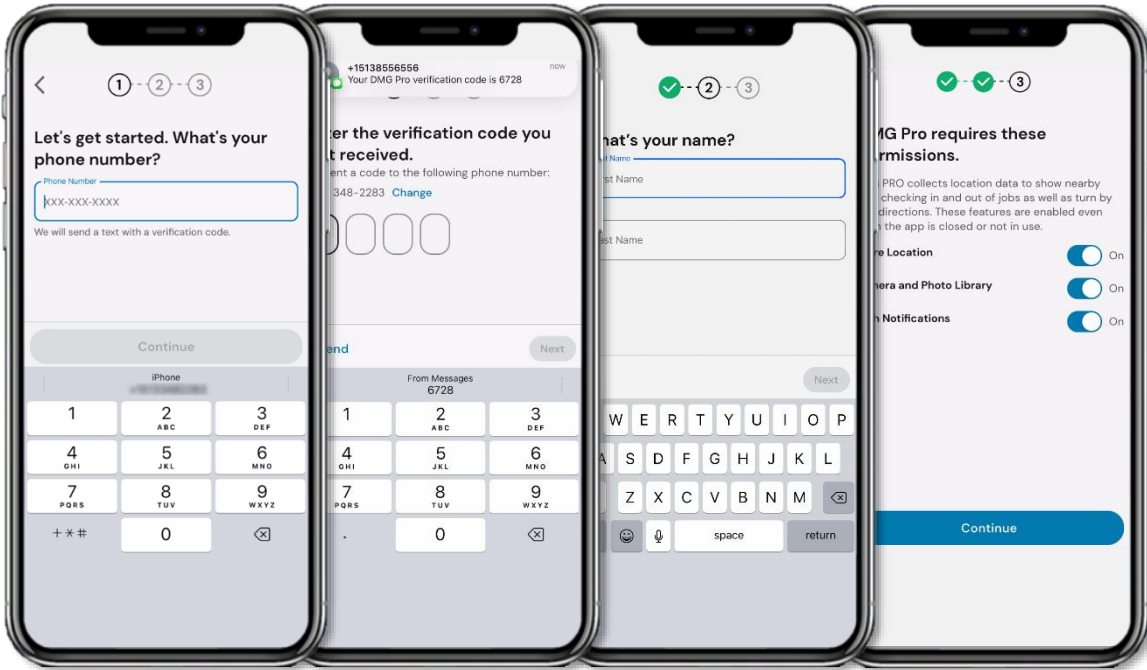 1 2 3
Let's get started. What's your
phone number?
Phone Number
XXX-XXX-XXXX
We will send a text with a verification code.
Continue
iPhone
1 2 3
ABC DEF
4 5 6
GHI JKL MNO
7 8 9
PQRS TUV WXYZ
+*# 0
+15138556556 now
Your DMG Pro verification code is 6728
er the verification code you
t received.
ent a code to the following phone number:
348-2283 Change
end Next
From Messages
6728
1 2 3
ABC DEF
4 5 6
GHI JKL MNO
7 8 9
PQRS TUV WXYZ
. 0
2 3
hat's your name?
st Name
st Name
ast Name
Next
W E R T Y U I O P
A S D F G H J K L
Z X C V B N M
space return
3
MG Pro requires these
rmissions.
PRO collects location data to show nearby
checking in and out of jobs as well as turn by
directions. These features are enabled even
the app is closed or not in use.
re Location On
era and Photo Library On
Notifications On
Continue